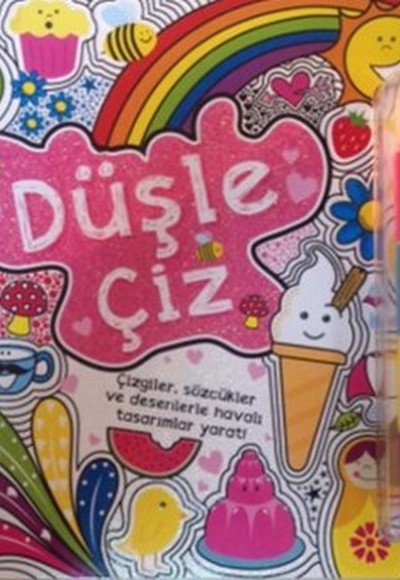 Düşle
Çiz
Çizgiler, sözcükler
ve desenlerle havalı
tasarımlar yarat!